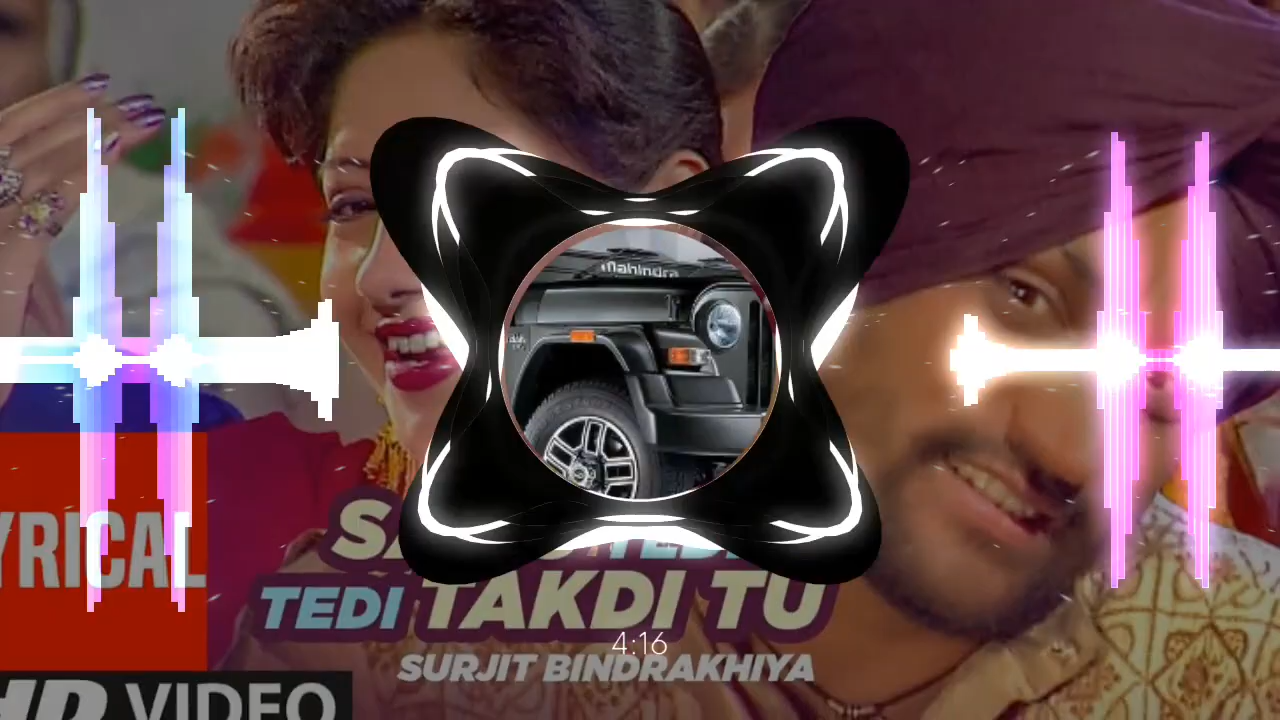 mahindra
YRICAL
TEDI TAKDI TU
4:16
SURJIT BINDRAKHIYA
HD VIDEO